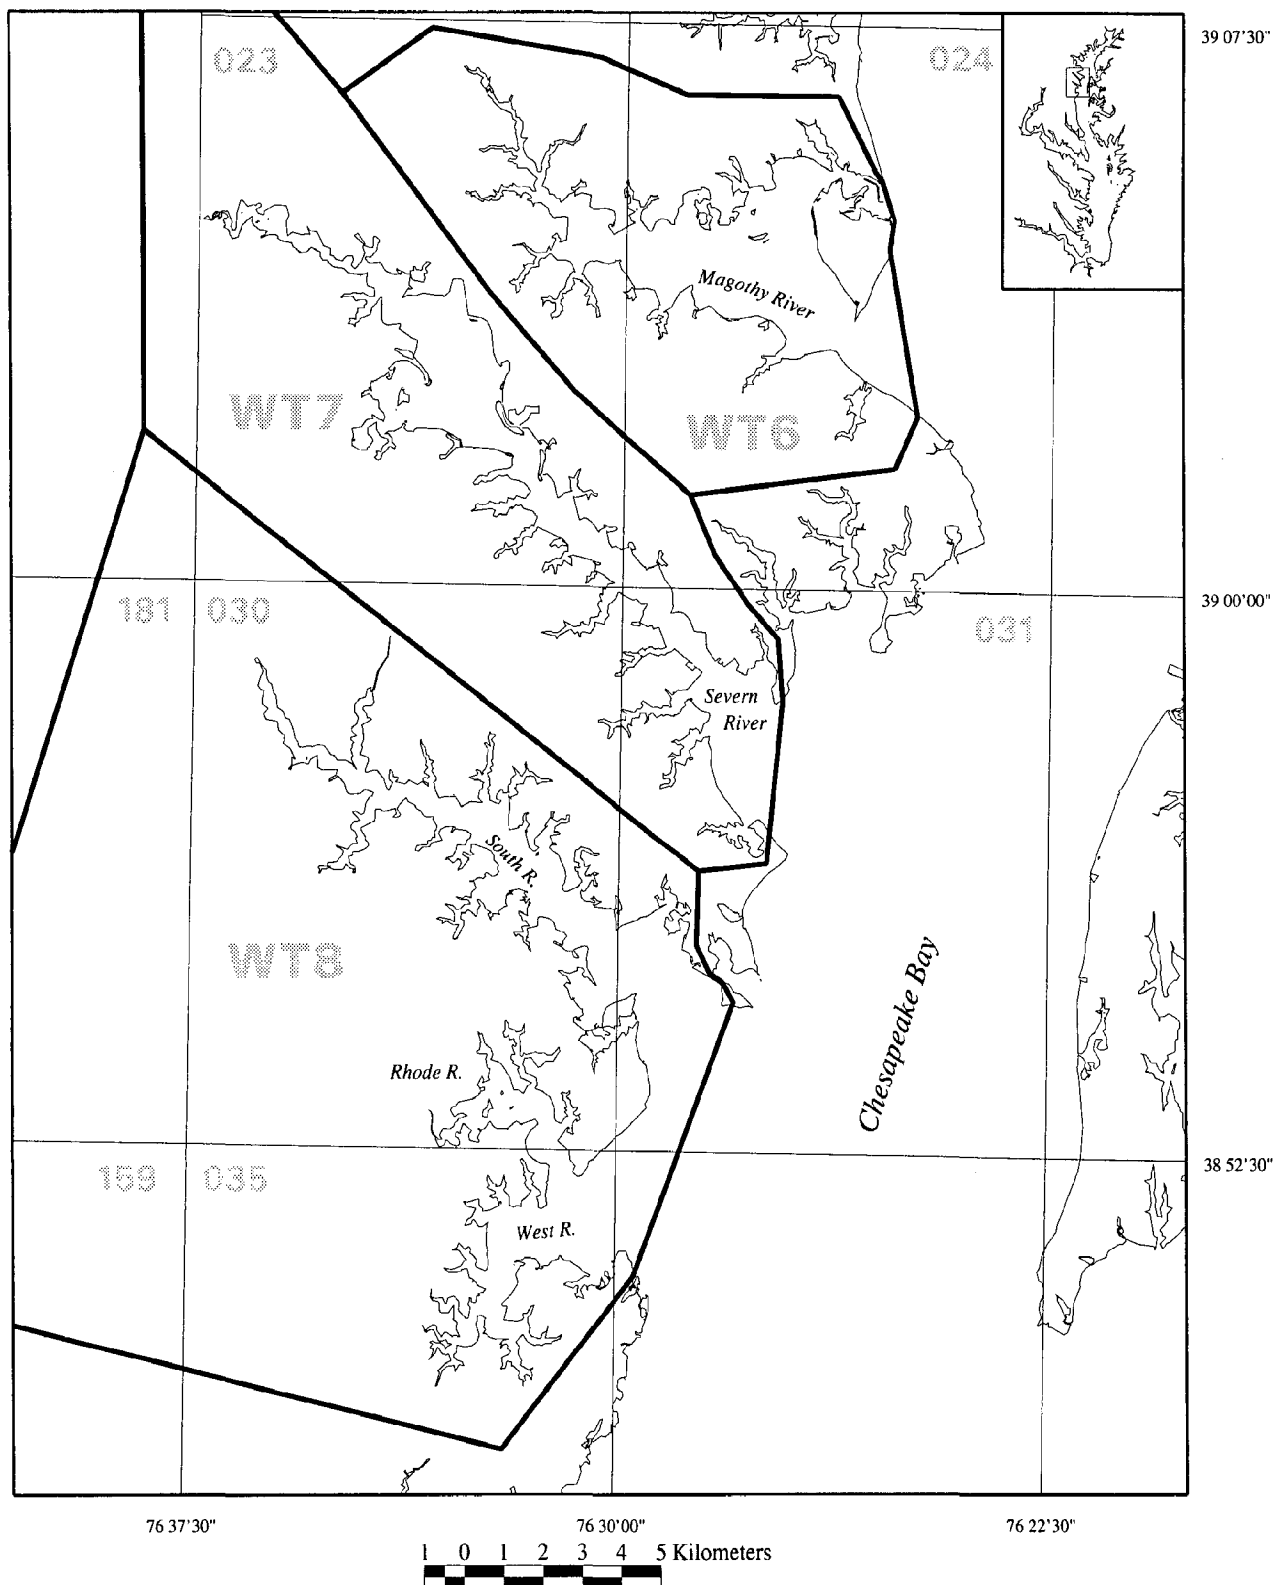 39 07'30"
023
024
Magothy River
WT7
WT6
39 00'00"
181
030
031
Severn
River
South R.
WT8
Chesapeake Bay
Rhode R.
38 52'30"
159
035
West R.
76 37'30"
76 30'00"
76 22'30"
1 0 1 2 3 4 5 Kilometers